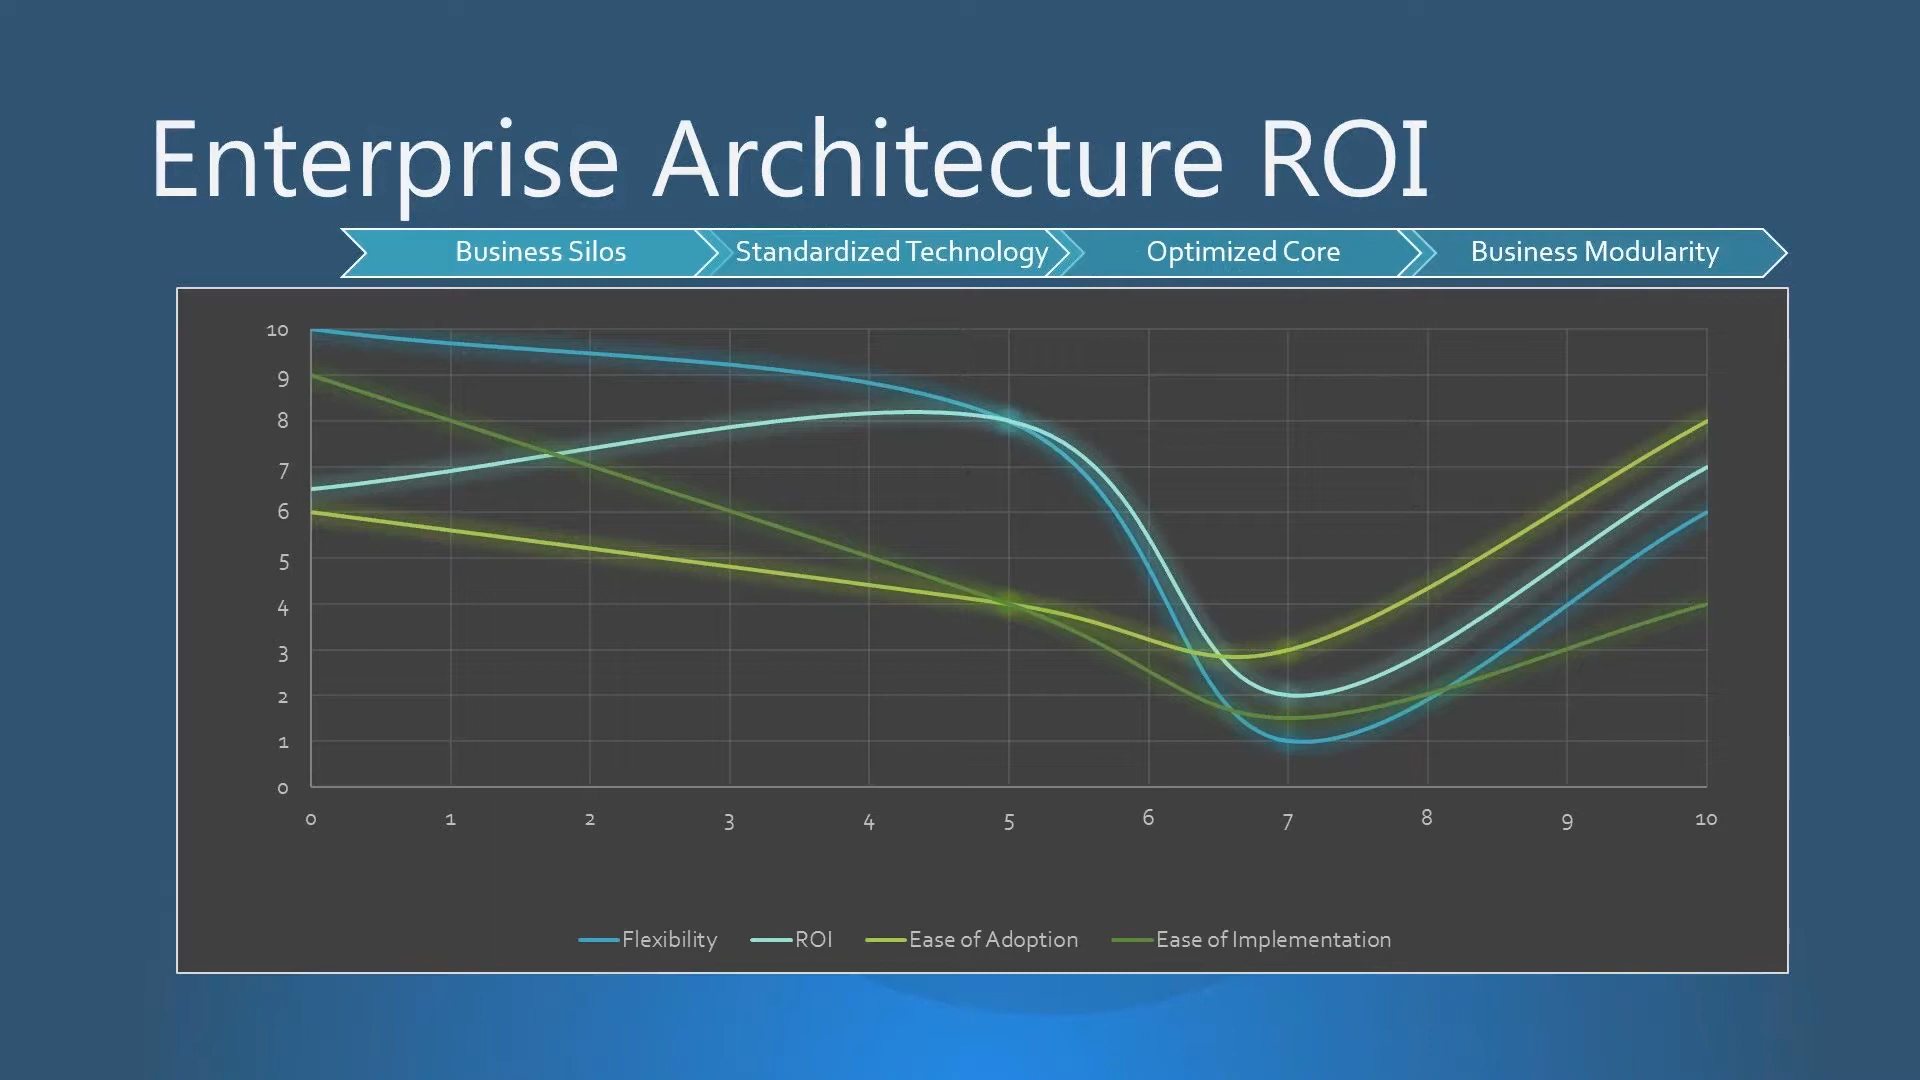 Enterprise Architecture ROI
Business Silos Standardized Technology Optimized Core Business Modularity
10
9
8
7
6
5
4
3
2
1
0
0 1 2 3 4 5 6 7 8 9 10
Flexibility ROI Ease of Adoption Ease of Implementation